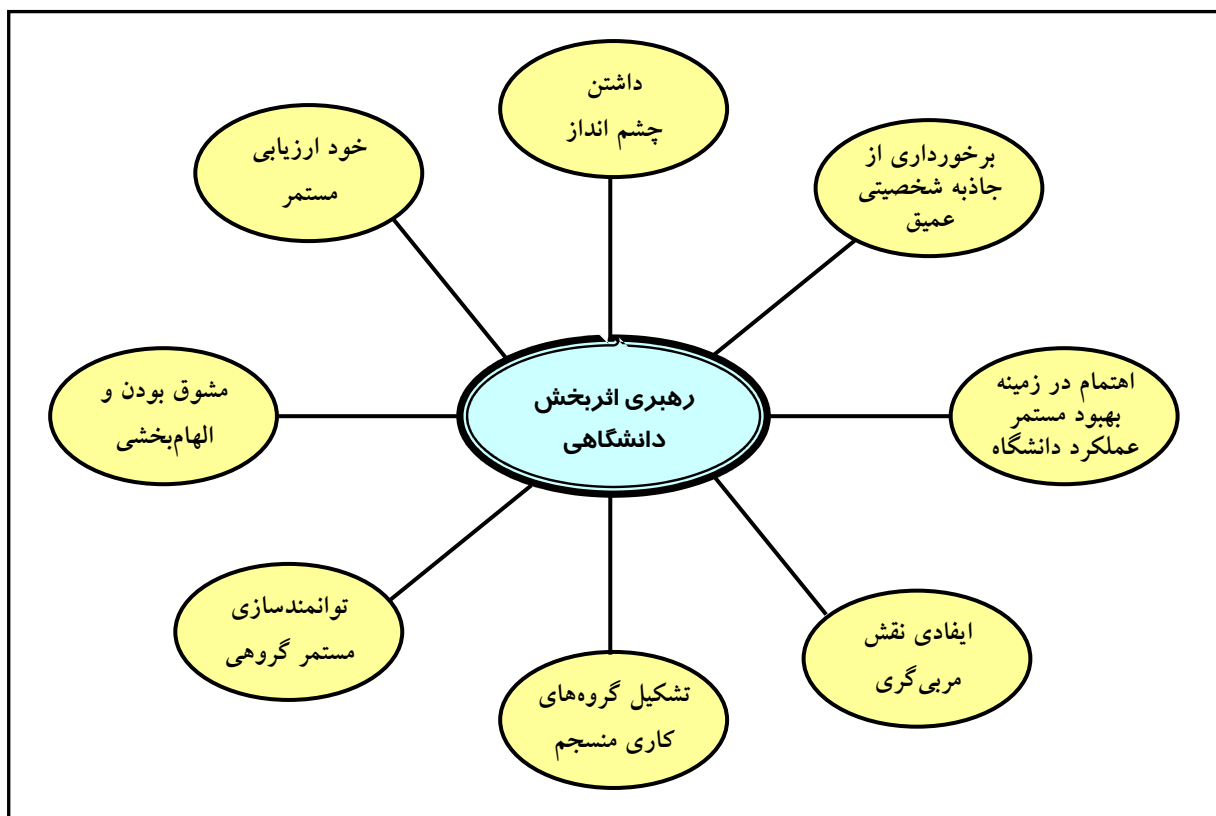 داشتن
چشم انداز
برخورداری از
جاذبه شخصیتی
عمیق
اهتمام در زمینه
بهبود مستمر
عملکرد دانشگاه
ایفادی نقش
مربی‌گری
تشکیل گروه‌های
کاری منسجم
توانمندسازی
مستمر گروهی
مشوق بودن و
الهام‌بخشی
خود ارزیابی
مستمر
رهبری اثربخش
دانشگاهی